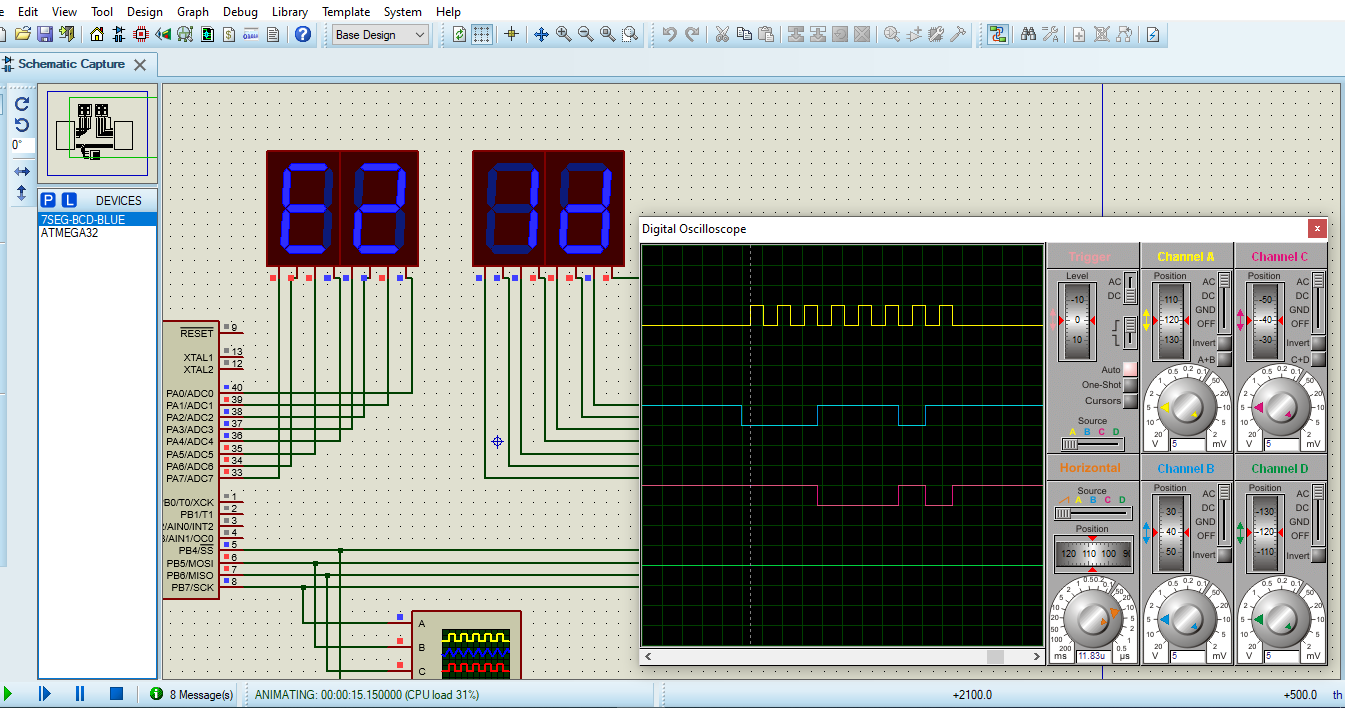 e Edit View Tool Design Graph Debug Library Template System Help
Base Design
Schematic Capture
0°
P L DEVICES
7SEG-BCD-BLUE
ATMEGA32
RESET 9
XTAL1 13
XTAL2 12
PA0/ADC0 40
PA1/ADC1 39
PA2/ADC2 38
PA3/ADC3 37
PA4/ADC4 36
PA5/ADC5 35
PA6/ADC6 34
PA7/ADC7 33
PB0/T0/XCK 1
PB1/T1 2
2/AIN0/INT2 3
3/AIN1/OC0 4
PB4/SS 5
PB5/MOSI 6
PB6/MISO 7
PB7/SCK 8
A
B
C
Digital Oscilloscope
Trigger
Level
-10
0
10
AC
DC
Auto
One-Shot
Cursors
Source
A B C D
Channel A
Position
110
-120
-130
AC
DC
GND
OFF
Invert
A+B
V 5 mV
Channel C
Position
-50
-40
-30
AC
DC
GND
OFF
Invert
C+D
V 5 mV
Horizontal
Source
A B C D
Position
120 110 100 90
ms 11.83u µs
Channel B
Position
30
40
50
AC
DC
GND
OFF
Invert
V 5 mV
Channel D
Position
-130
-120
-110
AC
DC
GND
OFF
Invert
V 5 mV
8 Message(s) ANIMATING: 00:00:15.150000 (CPU load 31%) +2100.0 +500.0 th